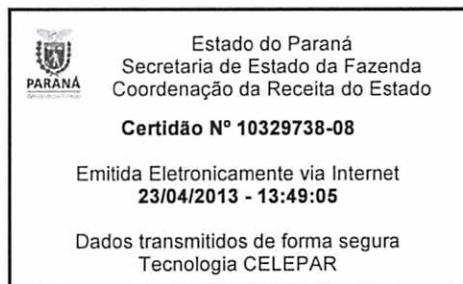 PARANÁ
Estado do Paraná
Secretaria de Estado da Fazenda
Coordenação da Receita do Estado
Certidão Nº 10329738-08
Emitida Eletronicamente via Internet
23/04/2013 - 13:49:05
Dados transmitidos de forma segura
Tecnologia CELEPAR